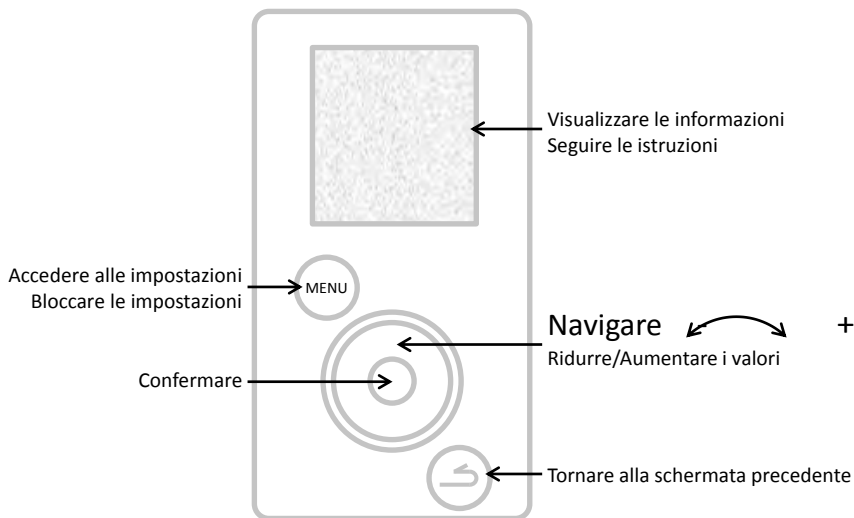 Visualizzare le informazioni
Seguire le istruzioni
Accedere alle impostazioni
Bloccare le impostazioni
MENU
Navigare - +
Ridurre/Aumentare i valori
Confermare
Tornare alla schermata precedente